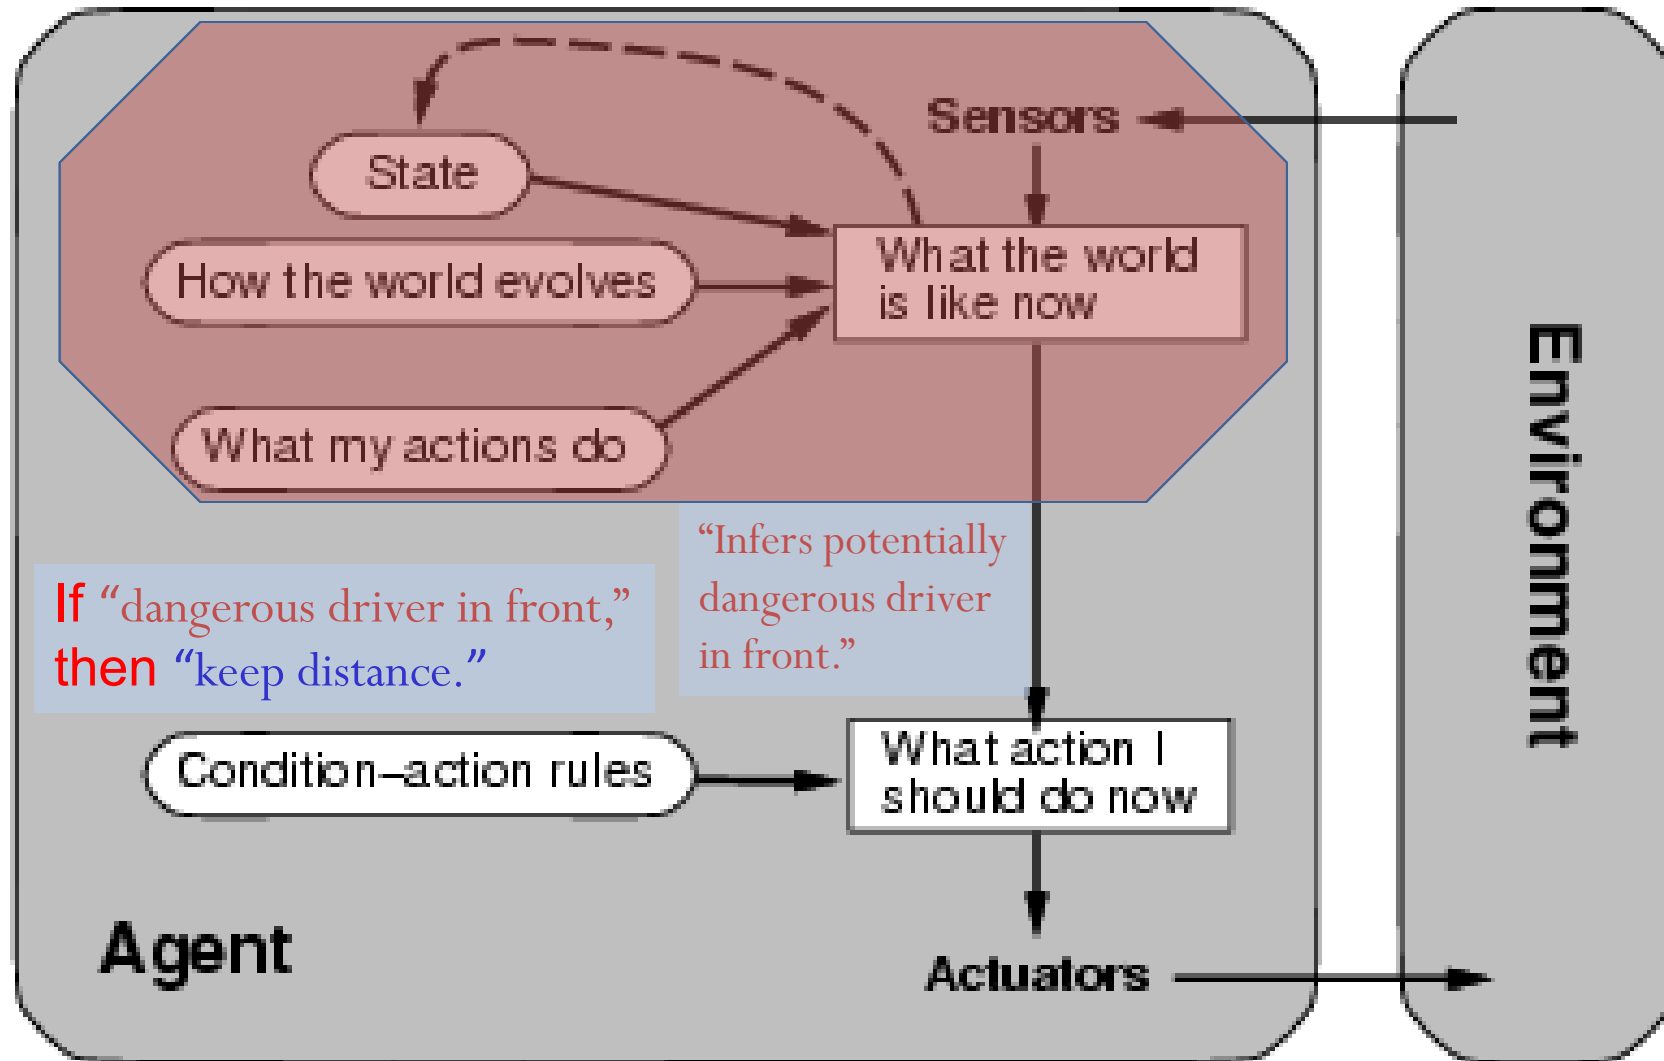 Sensors
State
What the world
is like now
How the world evolves
What my actions do
“Infers potentially
dangerous driver
in front.”
If “dangerous driver in front,”
then “keep distance.”
Condition–action rules
What action I
should do now
Agent
Actuators
Environment